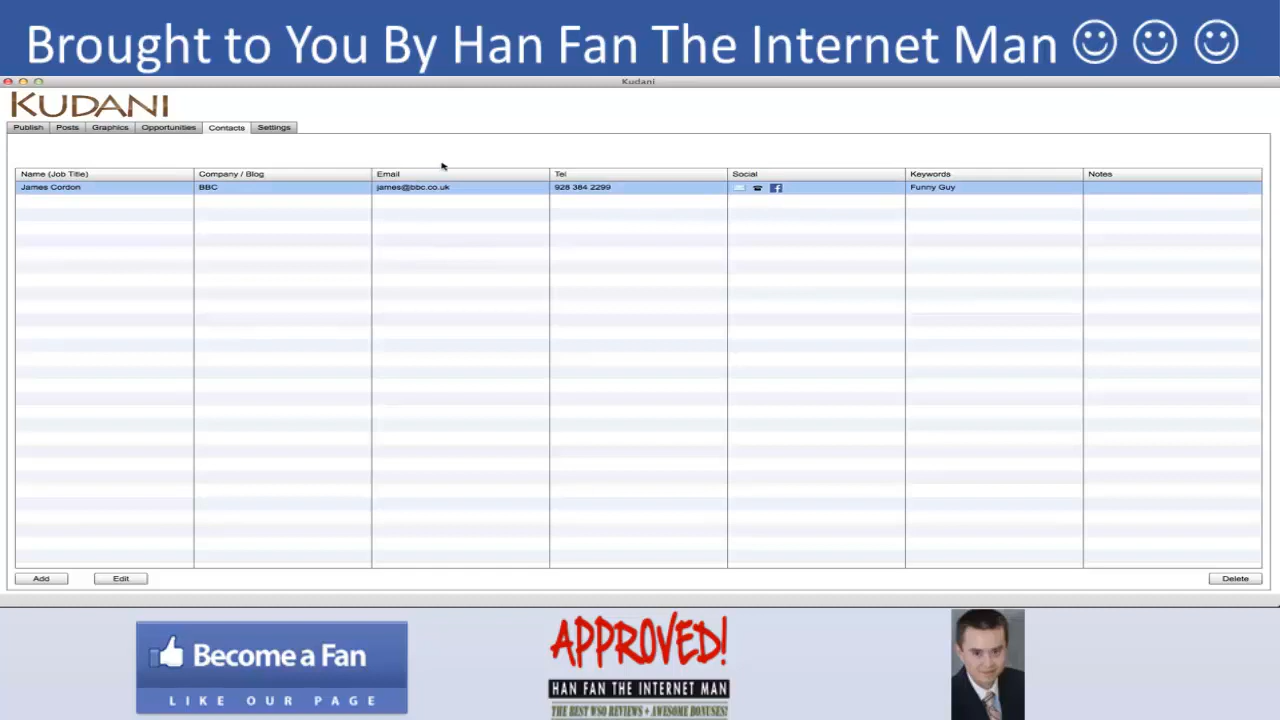 Brought to You By Han Fan The Internet Man
Kudani
KUDANI
Publish Posts Graphics Opportunities Contacts Settings
Name (Job Title) Company / Blog Email Tel Social Keywords Notes
James Cordon BBC james@bbc.co.uk 928 384 2299 Funny Guy
Add Edit Delete
Become a Fan
LIKE OUR PAGE
APPROVED!
HAN FAN THE INTERNET MAN
THE BEST WSO REVIEWS + AWESOME BONUSES!